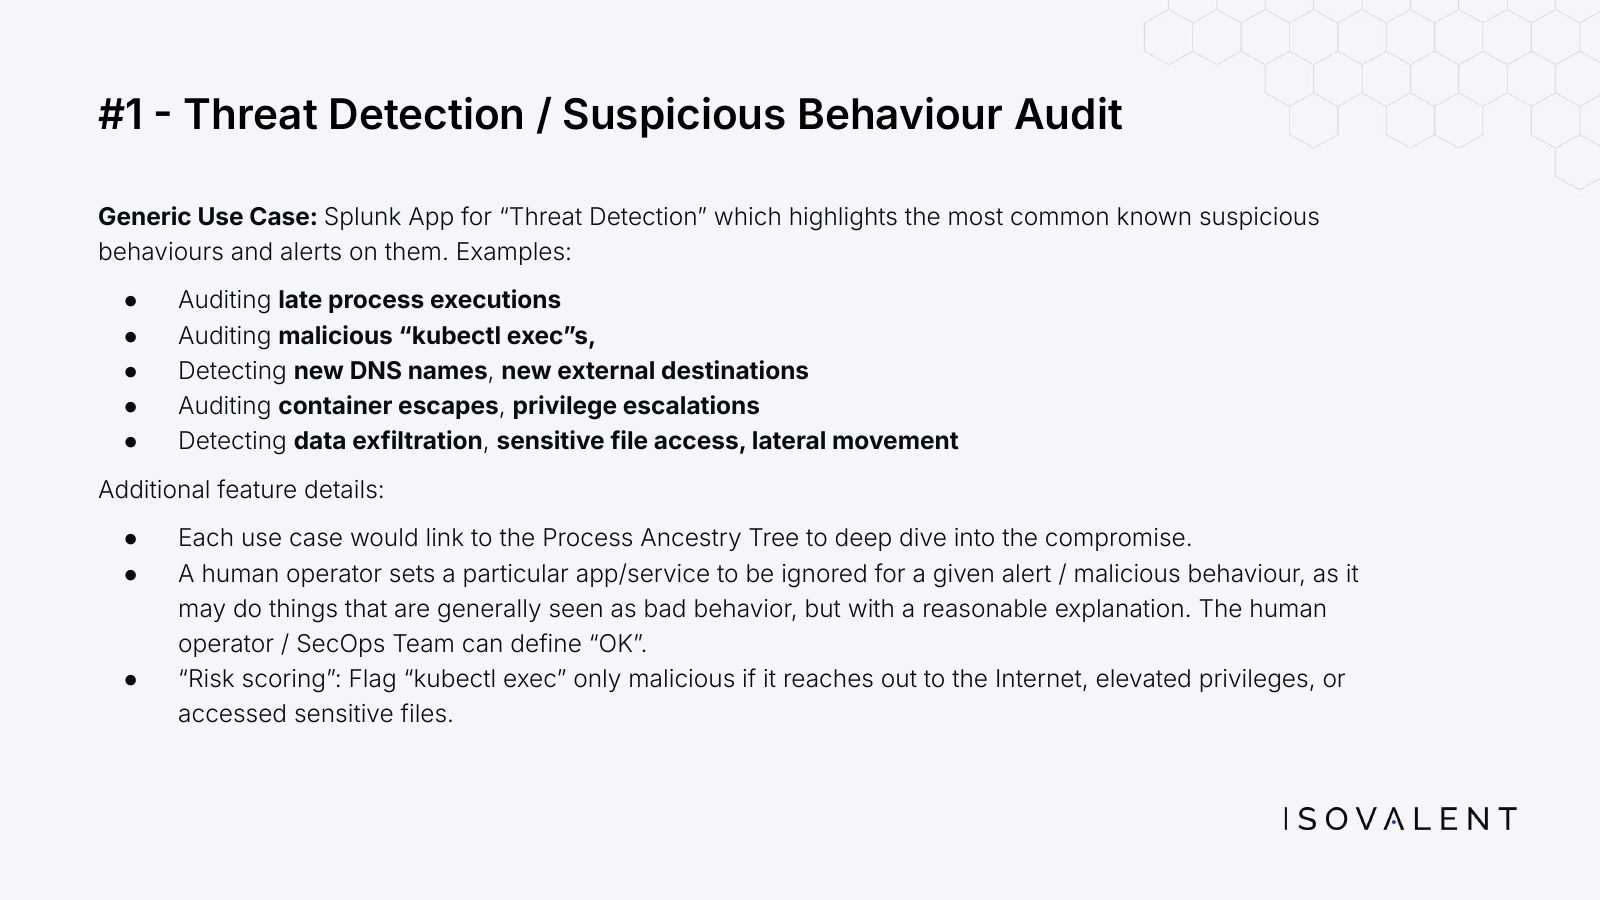 #1 - Threat Detection / Suspicious Behaviour Audit
Generic Use Case: Splunk App for “Threat Detection” which highlights the most common known suspicious
behaviours and alerts on them. Examples:
● Auditing late process executions
● Auditing malicious “kubectl exec”s,
● Detecting new DNS names, new external destinations
● Auditing container escapes, privilege escalations
● Detecting data exfiltration, sensitive file access, lateral movement
Additional feature details:
● Each use case would link to the Process Ancestry Tree to deep dive into the compromise.
● A human operator sets a particular app/service to be ignored for a given alert / malicious behaviour, as it
may do things that are generally seen as bad behavior, but with a reasonable explanation. The human
operator / SecOps Team can define “OK”.
● “Risk scoring”: Flag “kubectl exec” only malicious if it reaches out to the Internet, elevated privileges, or
accessed sensitive files.
ISOVALENT